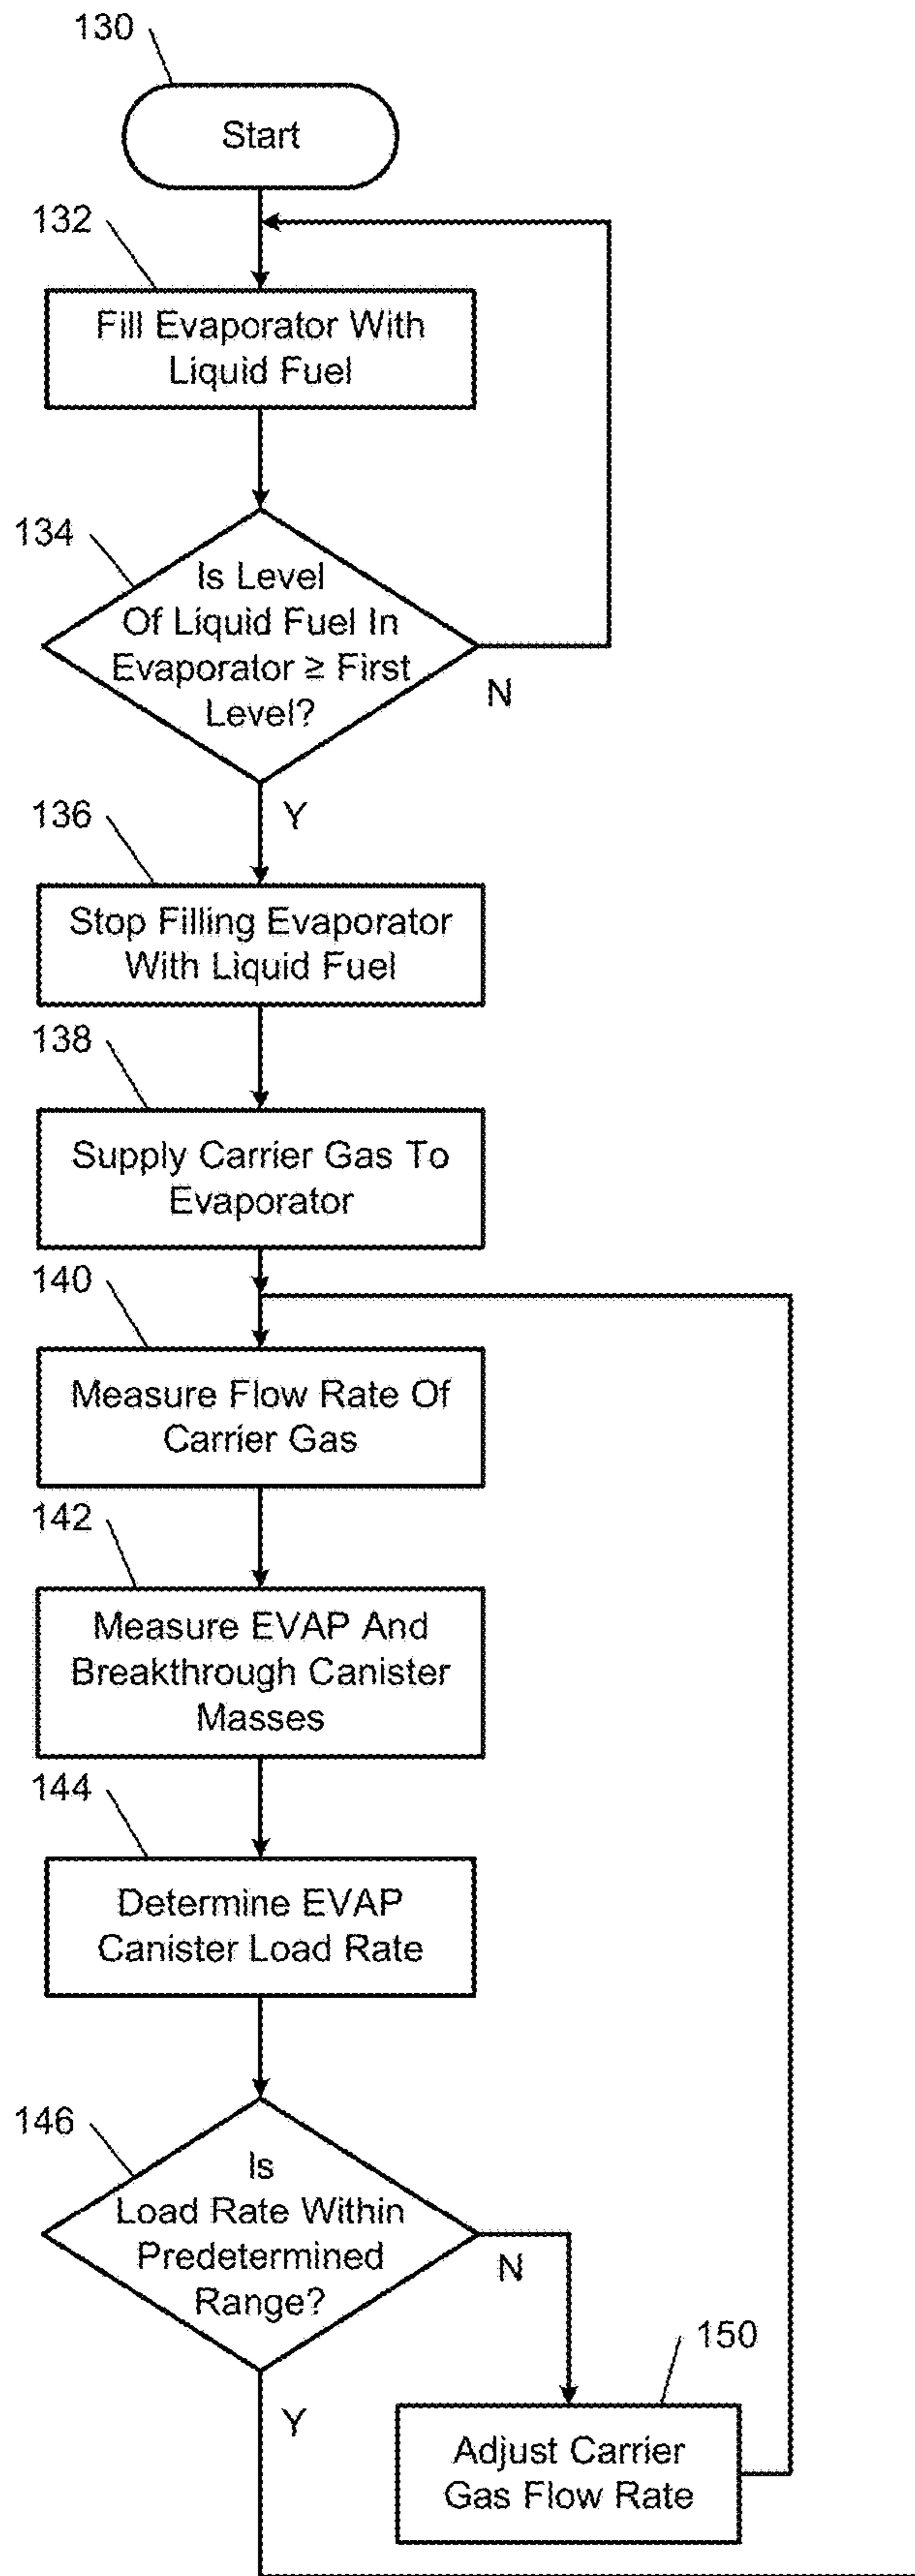 130
Start
132
Fill Evaporator With
Liquid Fuel
134
Is Level
Of Liquid Fuel In
Evaporator ≥ First
Level?
N
Y
136
Stop Filling Evaporator
With Liquid Fuel
138
Supply Carrier Gas To
Evaporator
140
Measure Flow Rate Of
Carrier Gas
142
Measure EVAP And
Breakthrough Canister
Masses
144
Determine EVAP
Canister Load Rate
146
Is
Load Rate Within
Predetermined
Range?
N
150
Y
Adjust Carrier
Gas Flow Rate